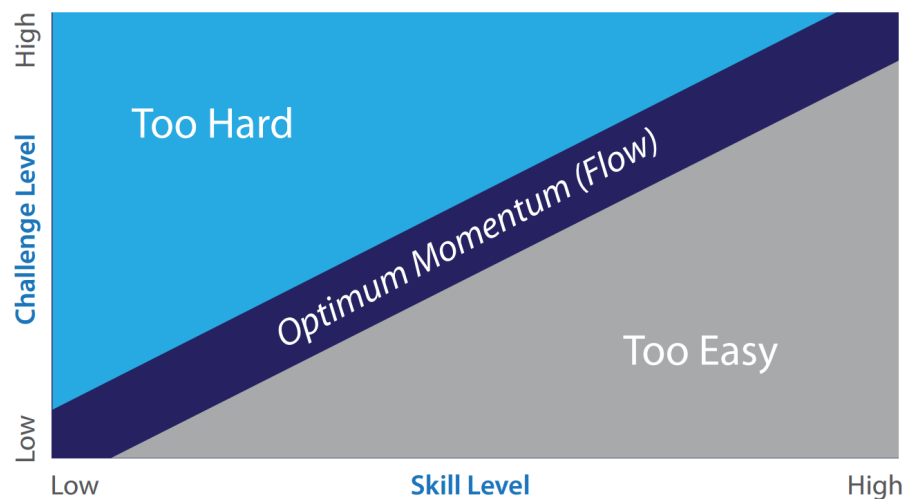 High
Too Hard
Challenge Level
Optimum Momentum (Flow)
Too Easy
Low
Low
Skill Level
High